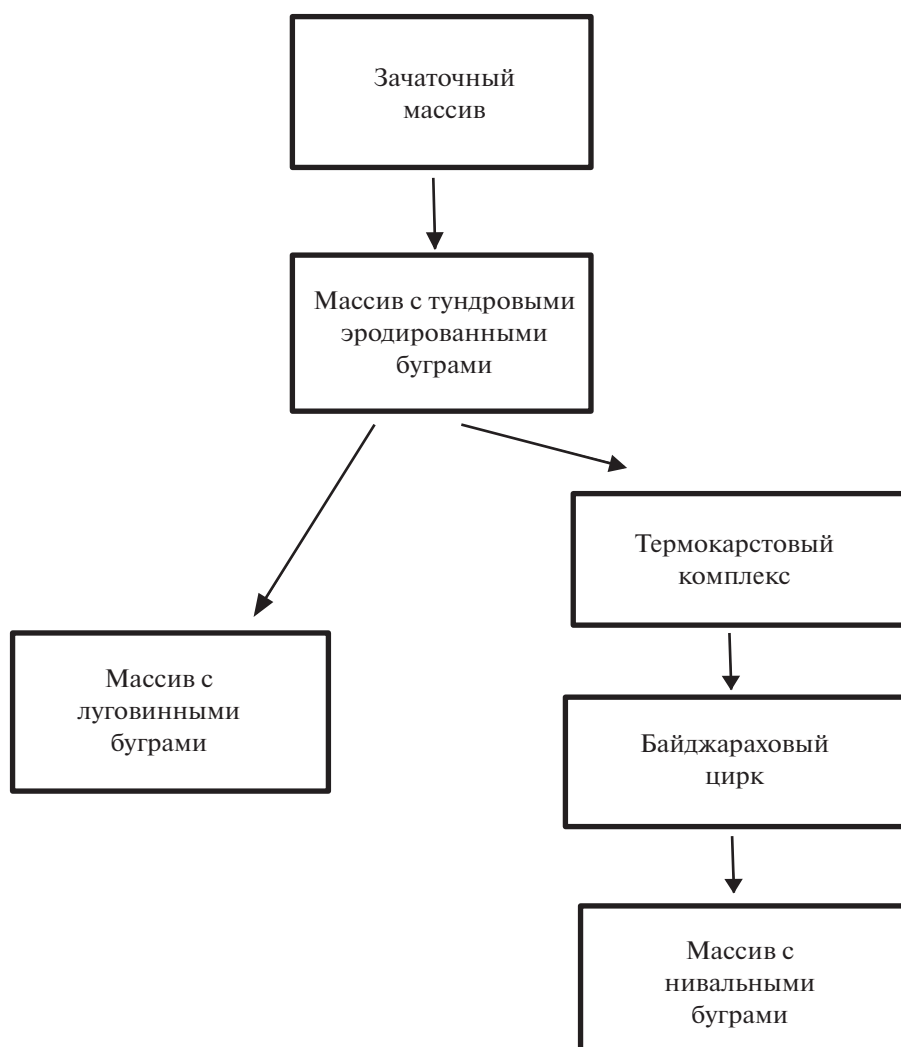 Зачаточный
массив
Массив с тундровыми
эродированными
буграми
Термокарстовый
комплекс
Массив с
луговинными
буграми
Байджараховый
цирк
Массив с
нивальными
буграми